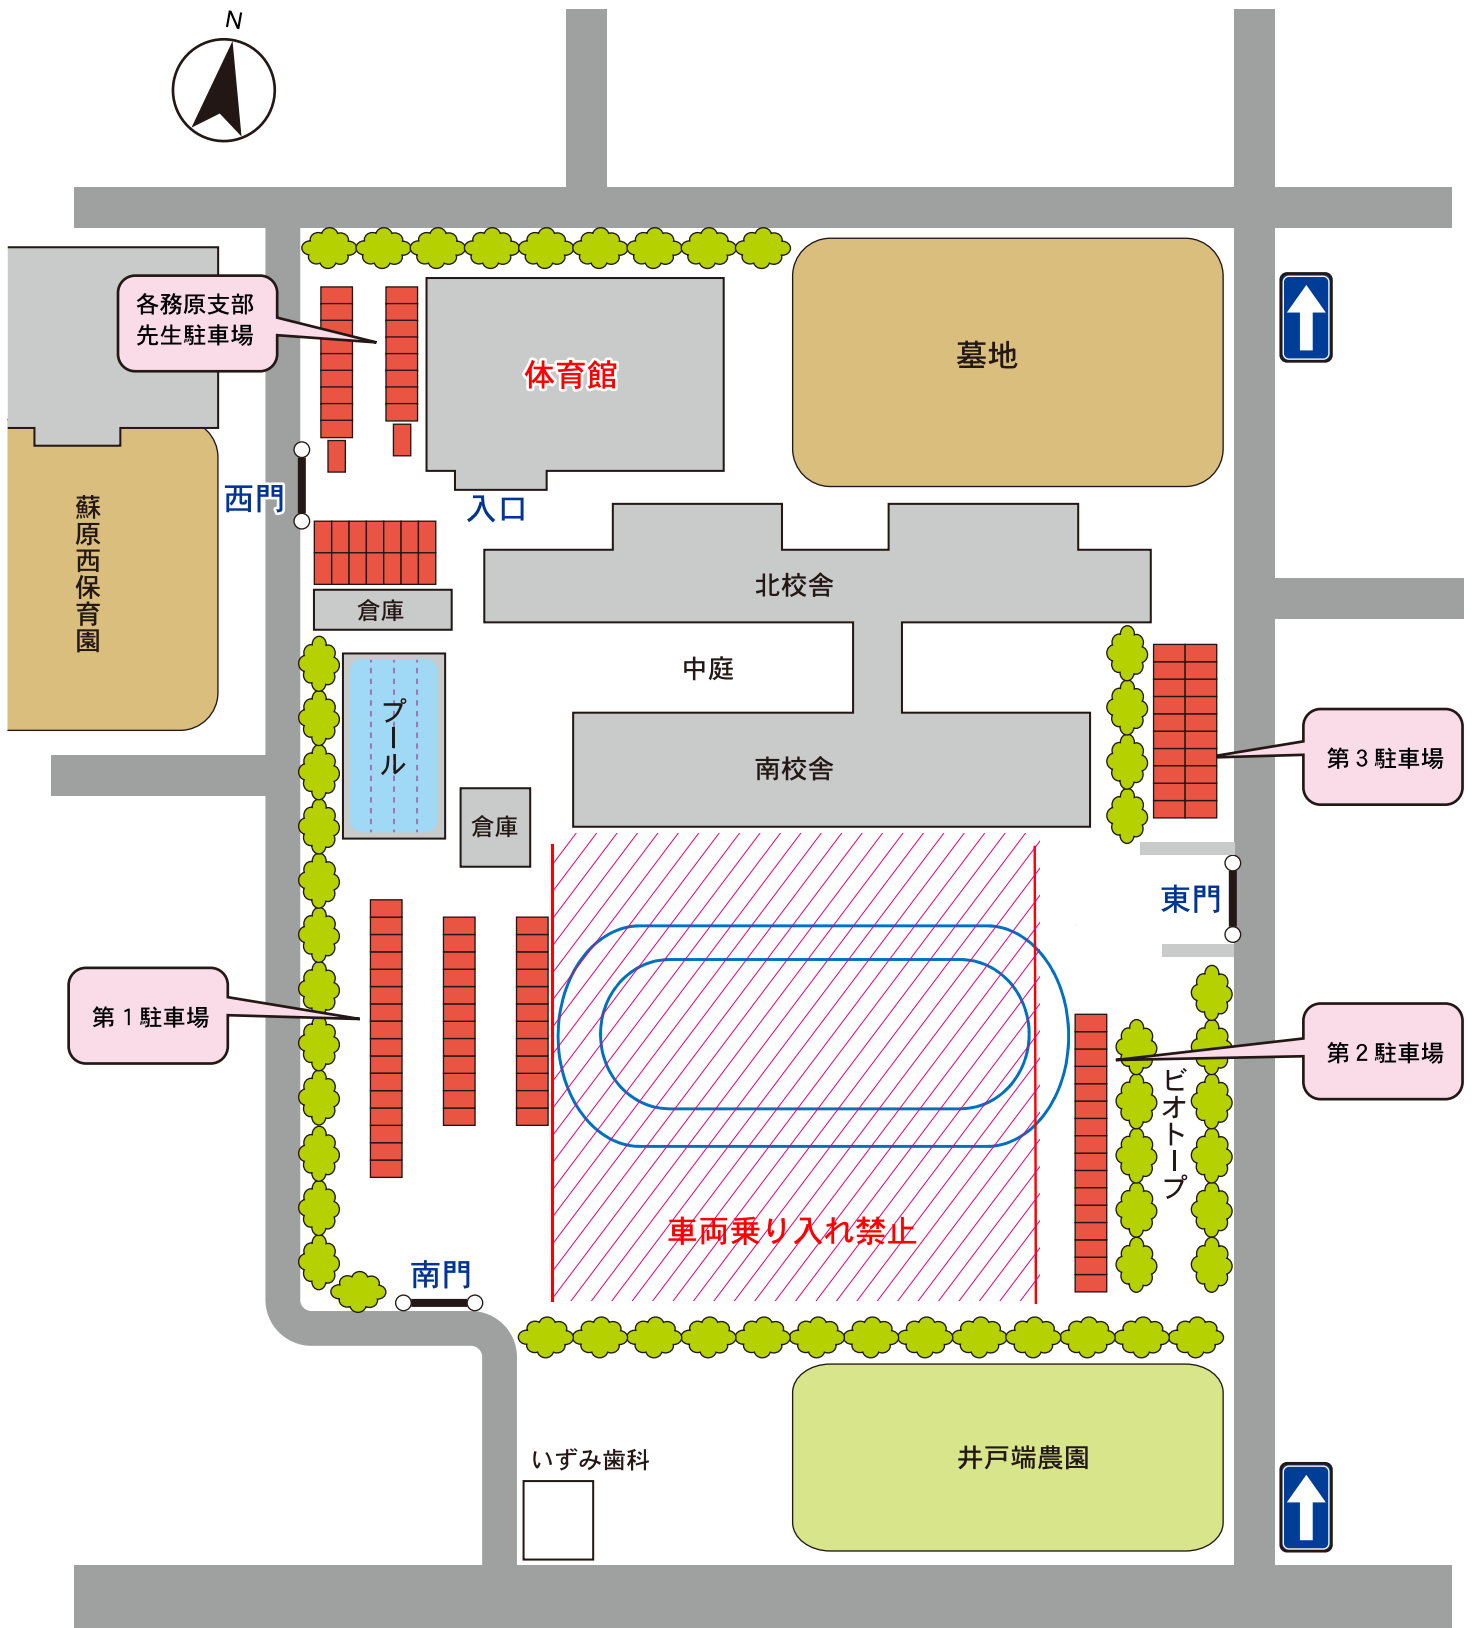 N
各務原支部
先生駐車場
体育館
墓地
西門
入口
蘇原西保育園
北校舎
倉庫
中庭
プール
南校舎
第3駐車場
倉庫
東門
第1駐車場
第2駐車場
ビオトープ
車両乗り入れ禁止
南門
いずみ歯科
井戸端農園